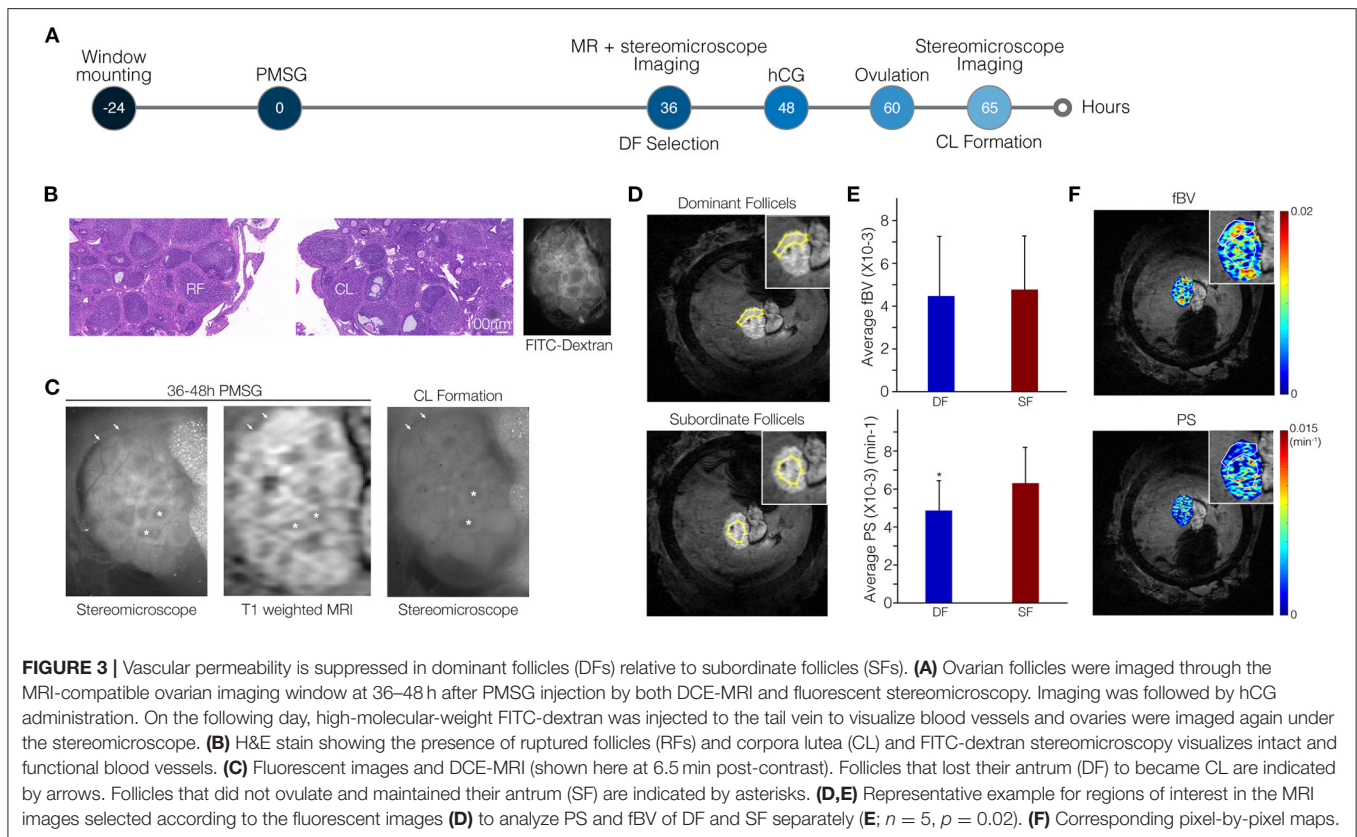 A
Window
mounting
PMSG
MR + stereomicroscope
Imaging
hCG
Ovulation
Stereomicroscope
Imaging
-24
0
36
48
60
65
Hours
DF Selection
CL Formation
B
RF
CL
100µm
FITC-Dextran
C
36-48h PMSG
CL Formation
*
*
*
*
*
*
Stereomicroscope
T1 weighted MRI
Stereomicroscope
D
Dominant Follicels
Subordinate Follicels
E
Average fBV (X10-3)
8
6
4
2
0
DF
SF
Average PS (X10-3) (min-1)
8
6
4
2
0
*
DF
SF
F
fBV
0.02
0
PS
0.015
(min⁻¹)
0
FIGURE 3 | Vascular permeability is suppressed in dominant follicles (DFs) relative to subordinate follicles (SFs). (A) Ovarian follicles were imaged through the
MRI-compatible ovarian imaging window at 36–48 h after PMSG injection by both DCE-MRI and fluorescent stereomicroscopy. Imaging was followed by hCG
administration. On the following day, high-molecular-weight FITC-dextran was injected to the tail vein to visualize blood vessels and ovaries were imaged again under
the stereomicroscope. (B) H&E stain showing the presence of ruptured follicles (RFs) and corpora lutea (CL) and FITC-dextran stereomicroscopy visualizes intact and
functional blood vessels. (C) Fluorescent images and DCE-MRI (shown here at 6.5 min post-contrast). Follicles that lost their antrum (DF) to became CL are indicated
by arrows. Follicles that did not ovulate and maintained their antrum (SF) are indicated by asterisks. (D,E) Representative example for regions of interest in the MRI
images selected according to the fluorescent images (D) to analyze PS and fBV of DF and SF separately (E; n = 5, p = 0.02). (F) Corresponding pixel-by-pixel maps.